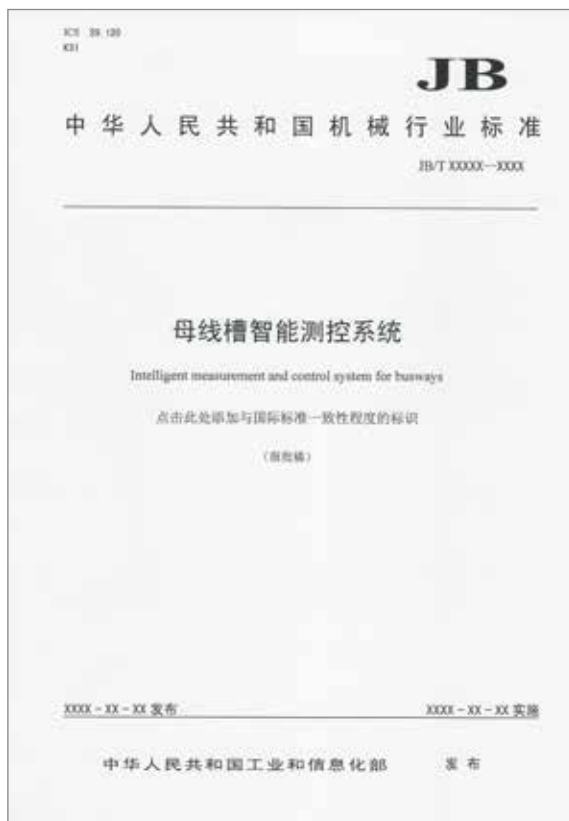 ICS 29.120
K31
JB
中华人民共和国机械行业标准
JB/T XXXXX—XXXX
母线槽智能测控系统
Intelligent measurement and control system for busways
点击此处添加与国际标准一致性程度的标识
（报批稿）
XXXX-XX-XX 发布
XXXX-XX-XX 实施
中华人民共和国工业和信息化部 发布